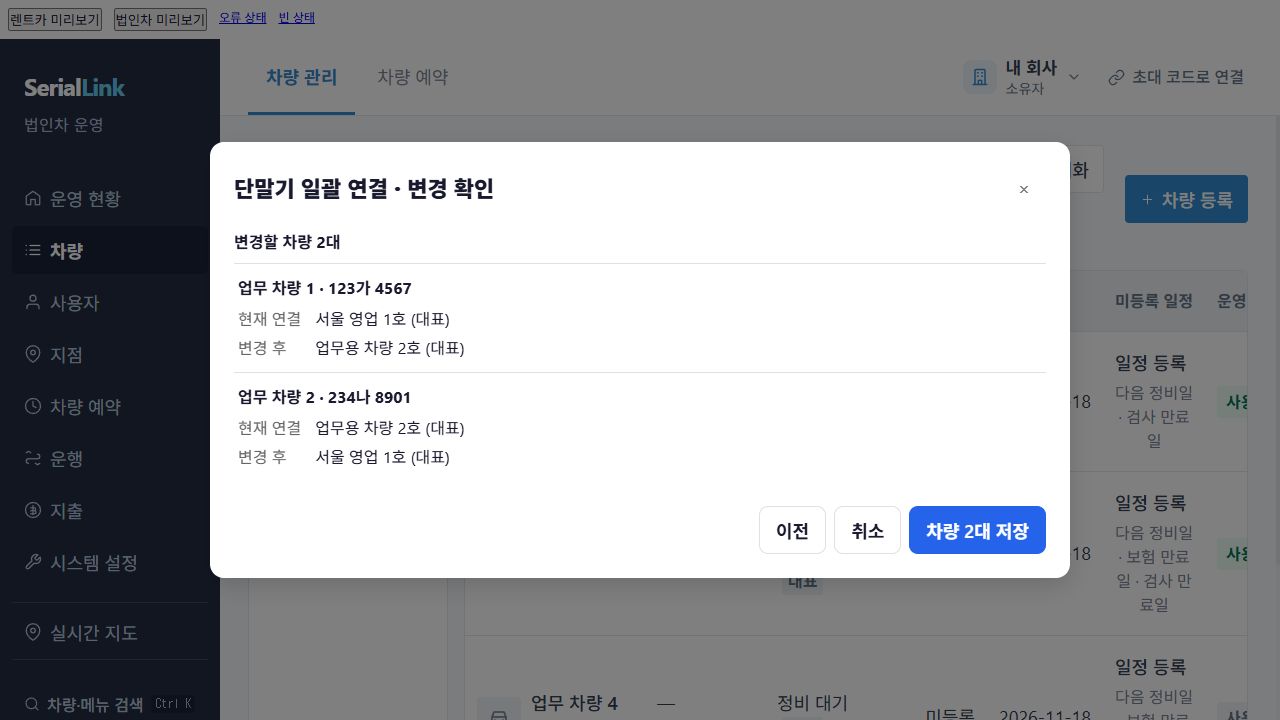 렌트카 미리보기 법인차 미리보기 오류 상태 빈 상태
SerialLink
법인차 운영
운영 현황
차량
사용자
지점
차량 예약
운행
지출
시스템 설정
실시간 지도
차량·메뉴 검색 Ctrl K
차량 관리 차량 예약
내 회사
소유자
초대 코드로 연결
화
+ 차량 등록
단말기 일괄 연결 · 변경 확인
×
변경할 차량 2대
업무 차량 1 · 123가 4567
현재 연결 서울 영업 1호 (대표)
변경 후 업무용 차량 2호 (대표)
업무 차량 2 · 234나 8901
현재 연결 업무용 차량 2호 (대표)
변경 후 서울 영업 1호 (대표)
이전 취소 차량 2대 저장
미등록 일정 운영
일정 등록
다음 정비일
· 검사 만료
일
-18
일정 등록
다음 정비일
· 보험 만료
일 · 검사 만
료일
-18
대표
업무 차량 4 — 정비 대기
미등록 2026-11-18
일정 등록
다음 정비일